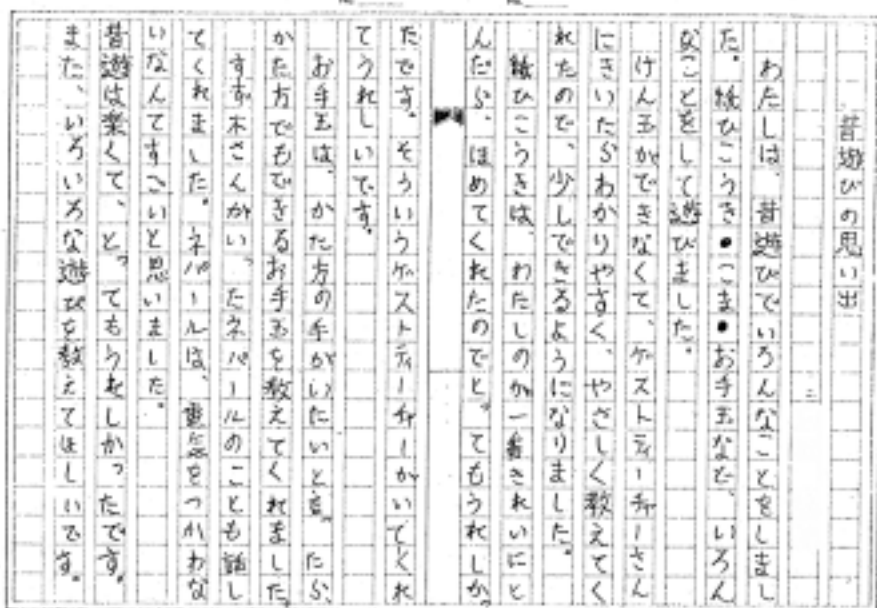 昔遊びの思い出
わたしは、昔遊びでいろんなことをしまし
た。紙ひこうき・こま・お手玉など、いろん
なことをして遊びました。
けん玉ができなくて、ゲストティーチャーさん
にきいたらわかりやすく、やさしく教えてく
れたので、少しできるようになりました。
紙ひこうきは、わたしのが一番きれいにと
んだら、ほめてくれたのでと。てもうれしか。
たです。そういうゲストティーチャーがいてくれ
てうれしいです。
お手玉は、かた方の手がいたいと言。たら、
かた方でもできるお手玉を教えてくれました。
すず木さんがい。たネパールのことも話し
てくれました。ネパールは、電気をつかわな
いなんてすごいと思いました。
昔遊は楽くて、と。てもうれしかったです。
また、いろいろな遊びを教えてほしいです。